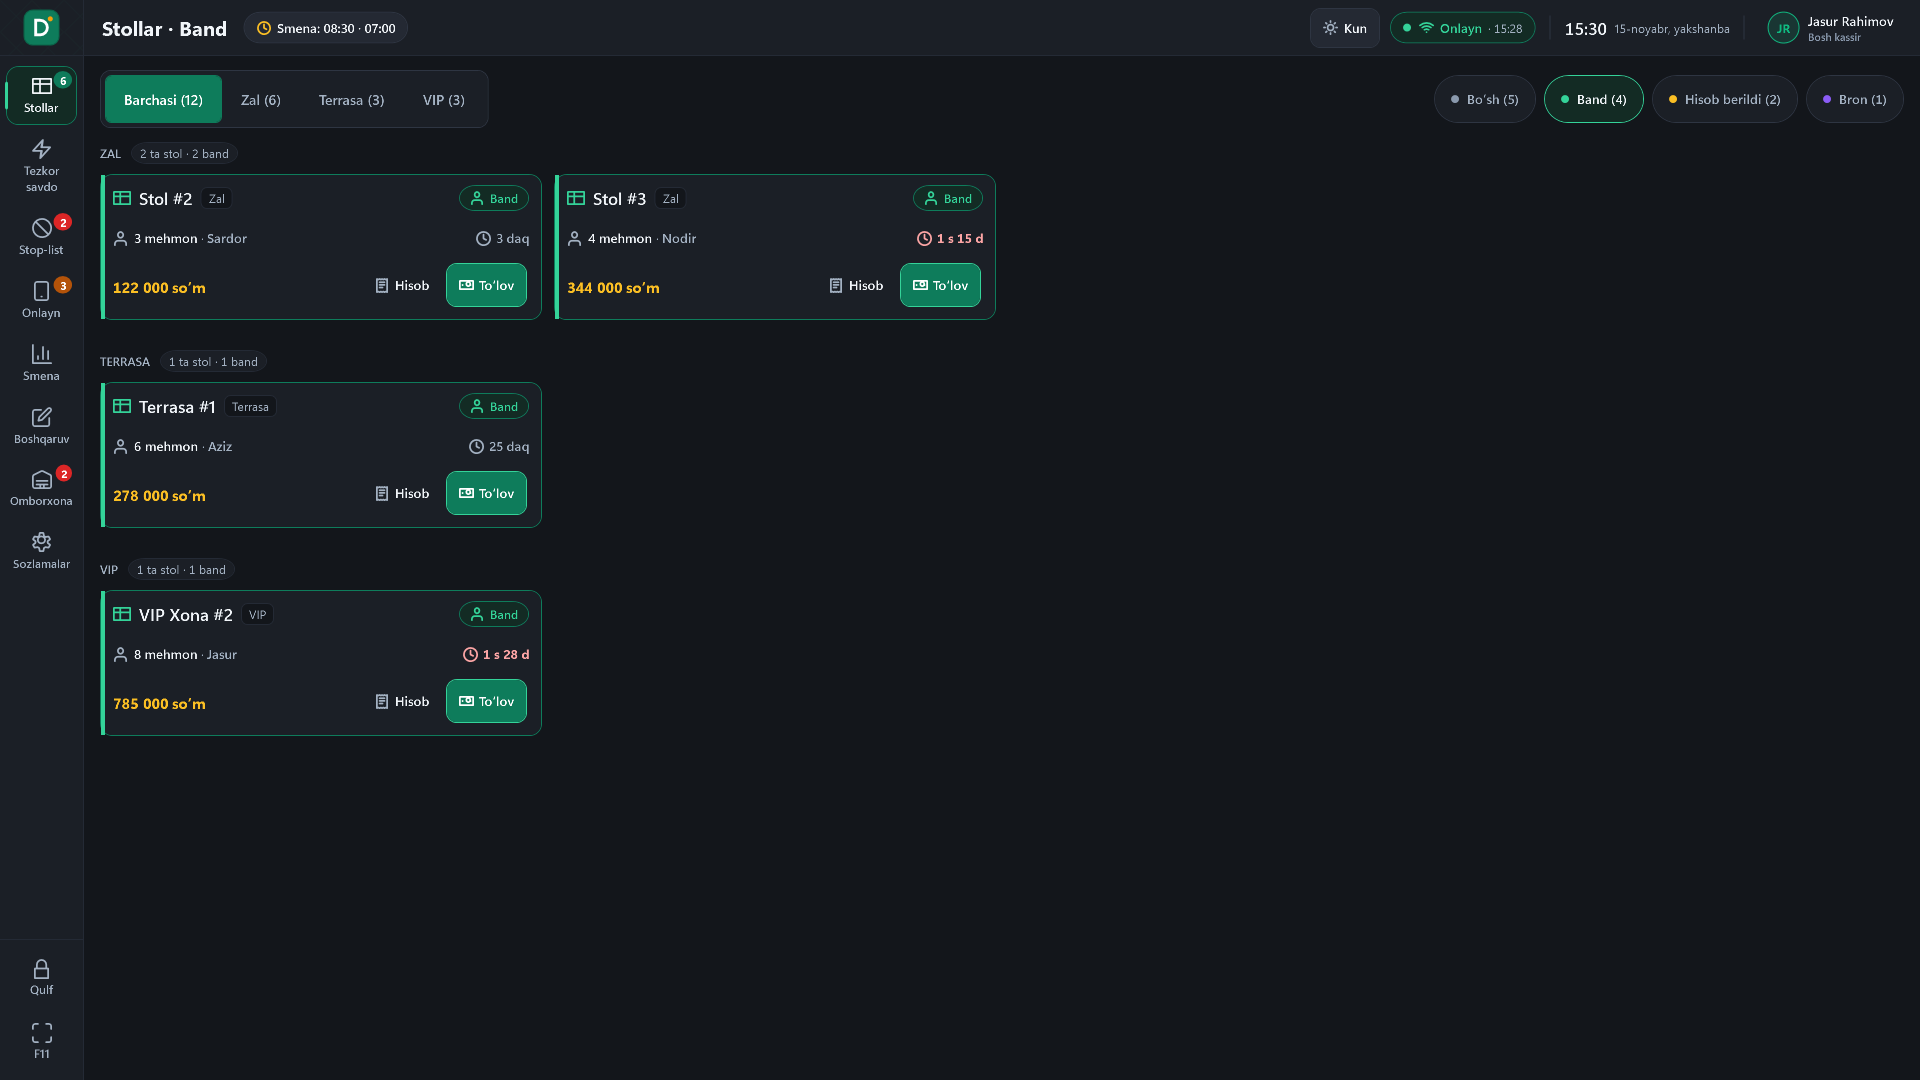 D
Stollar · Band
Smena: 08:30 · 07:00
Kun
Onlayn · 15:28
15:30 15-noyabr, yakshanba
JR
Jasur Rahimov
Bosh kassir
6
Stollar
Tezkor
savdo
2
Stop-list
3
Onlayn
Smena
Boshqaruv
2
Omborxona
Sozlamalar
Qulf
F11
Barchasi (12)
Zal (6)
Terrasa (3)
VIP (3)
Bo‘sh (5)
Band (4)
Hisob berildi (2)
Bron (1)
ZAL 2 ta stol · 2 band
Stol #2 Zal Band
3 mehmon · Sardor 3 daq
122 000 so‘m Hisob To‘lov
Stol #3 Zal Band
4 mehmon · Nodir 1 s 15 d
344 000 so‘m Hisob To‘lov
TERRASA 1 ta stol · 1 band
Terrasa #1 Terrasa Band
6 mehmon · Aziz 25 daq
278 000 so‘m Hisob To‘lov
VIP 1 ta stol · 1 band
VIP Xona #2 VIP Band
8 mehmon · Jasur 1 s 28 d
785 000 so‘m Hisob To‘lov